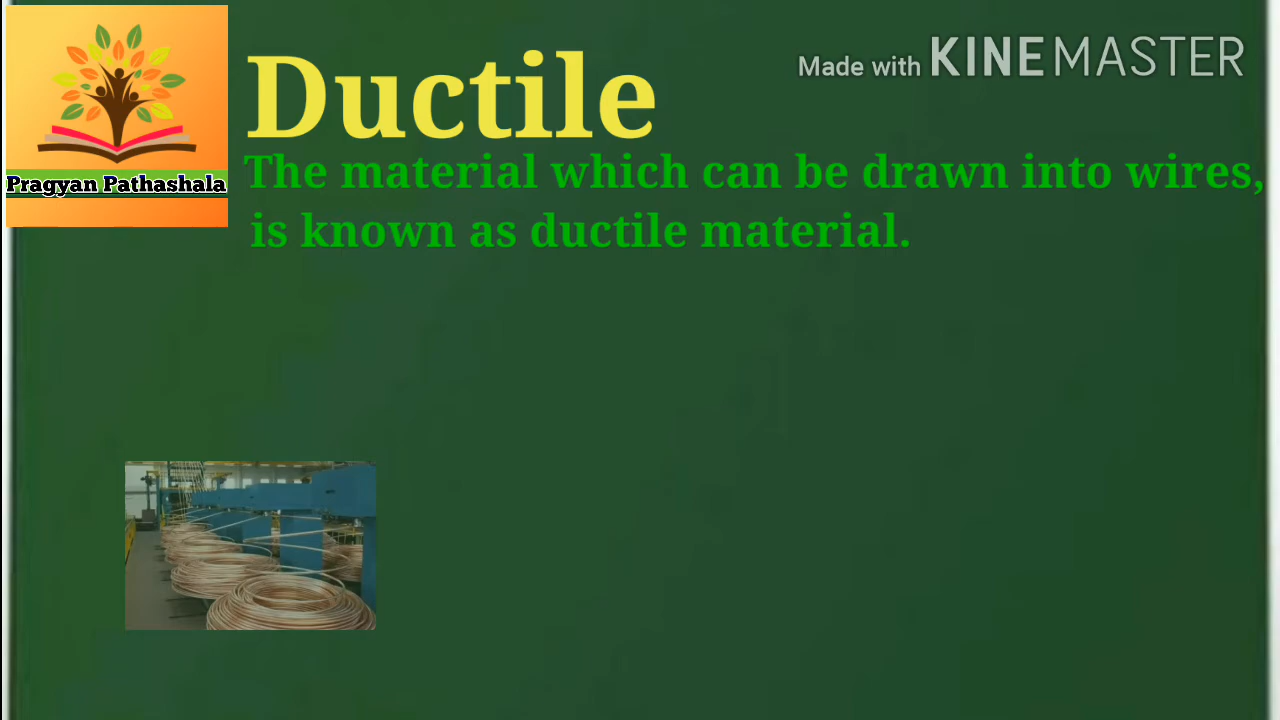 Ductile
Made with KINEMASTER
The material which can be drawn into wires,
is known as ductile material.
Pragyan Pathashala